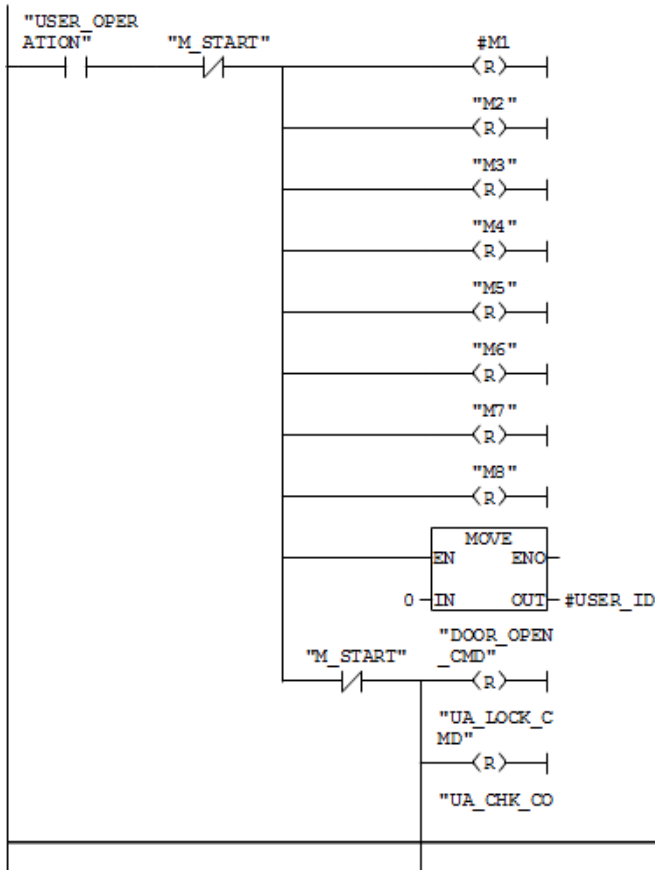 "USER_OPER
ATION"
"M_START"
#M1
(R)
"M2"
(R)
"M3"
(R)
"M4"
(R)
"M5"
(R)
"M6"
(R)
"M7"
(R)
"M8"
(R)
MOVE
EN ENO
0 IN OUT #USER_ID
"DOOR_OPEN
_CMD"
"M_START"
(R)
"UA_LOCK_C
MD"
(R)
"UA_CHK_CO